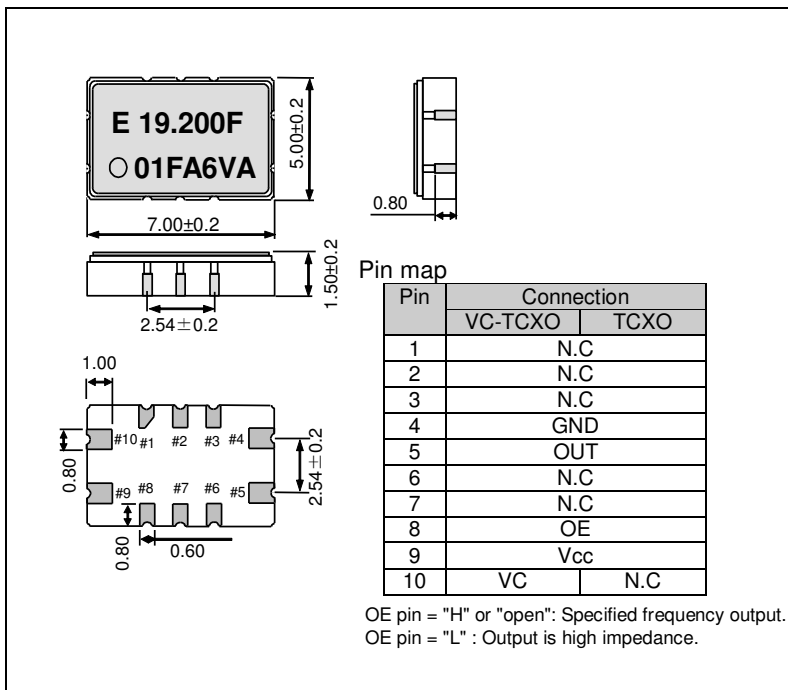 E 19.200F
01FA6VA
5.00±0.2
7.00±0.2
0.80
1.50±0.2
2.54±0.2
Pin map
Pin Connection
VC-TCXO TCXO
1 N.C
2 N.C
3 N.C
4 GND
5 OUT
6 N.C
7 N.C
8 OE
9 Vcc
10 VC N.C
1.00
#10 #1 #2 #3 #4
0.80
2.54±0.2
#9 #8 #7 #6 #5
0.80
0.60
OE pin = "H" or "open": Specified frequency output.
OE pin = "L" : Output is high impedance.